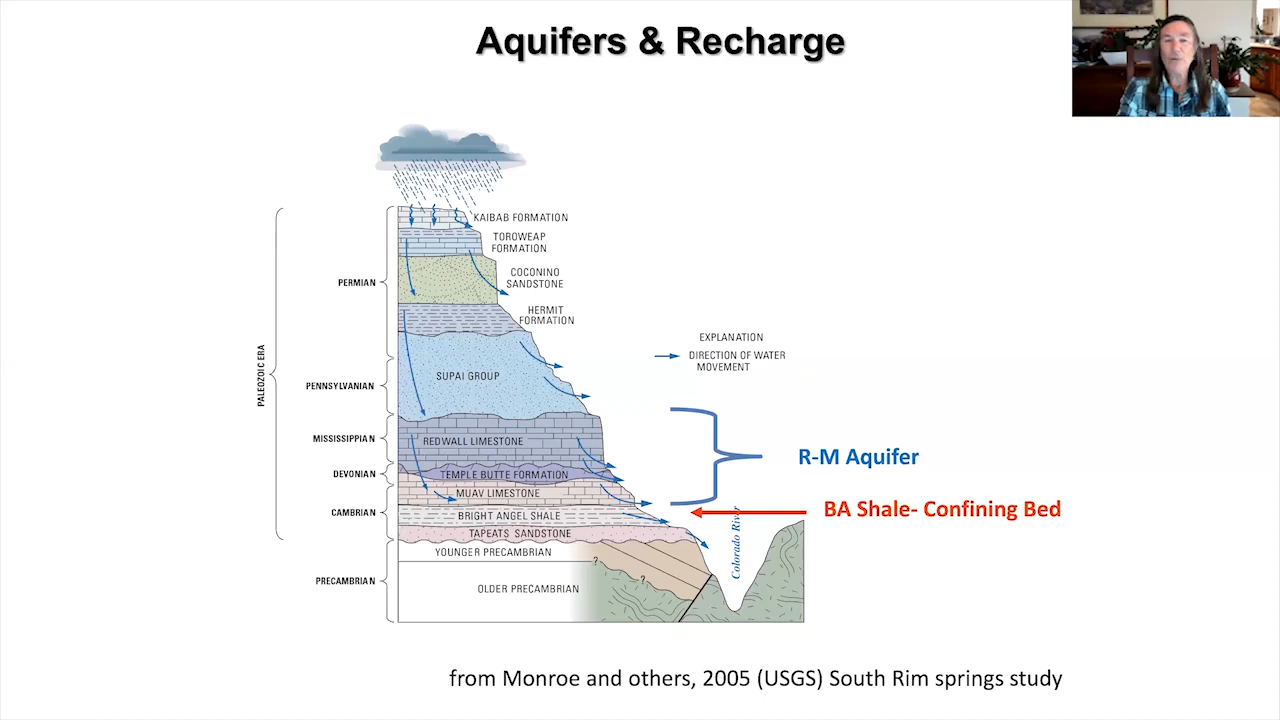 Aquifers & Recharge
KAIBAB FORMATION
TOROWEAP
FORMATION
COCONINO
SANDSTONE
PERMIAN
HERMIT
FORMATION
EXPLANATION
DIRECTION OF WATER
MOVEMENT
PALEOZOIC ERA
SUPAI GROUP
PENNSYLVANIAN
MISSISSIPPIAN
REDWALL LIMESTONE
R-M Aquifer
DEVONIAN
TEMPLE BUTTE FORMATION
MUAV LIMESTONE
CAMBRIAN
BRIGHT ANGEL SHALE
BA Shale- Confining Bed
TAPEATS SANDSTONE
Colorado River
YOUNGER PRECAMBRIAN
?
?
PRECAMBRIAN
OLDER PRECAMBRIAN
from Monroe and others, 2005 (USGS) South Rim springs study